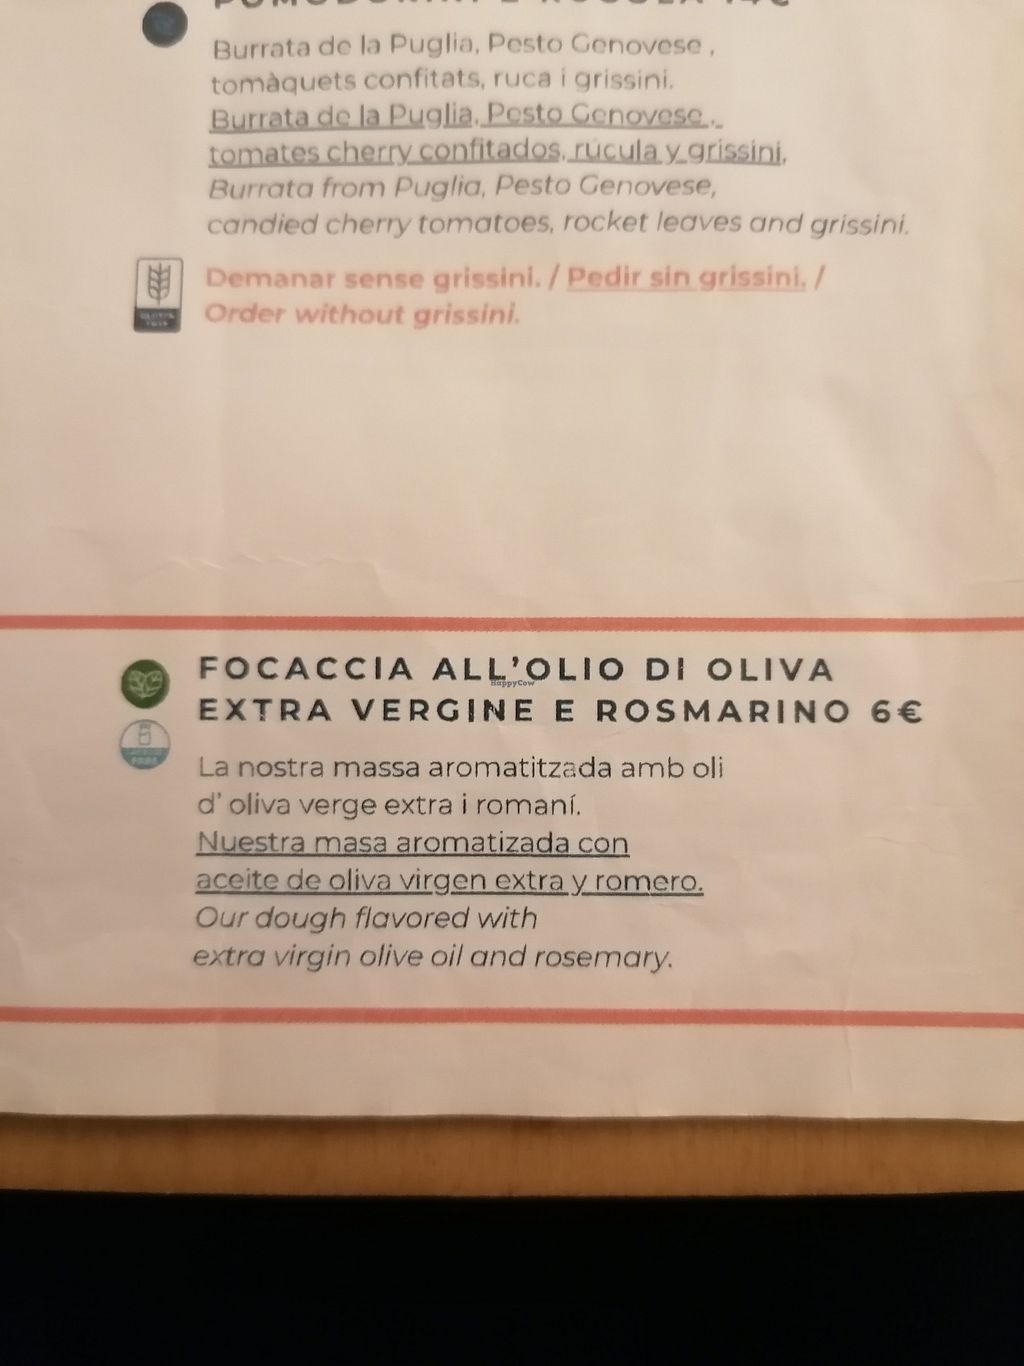 POMODORINI E RUCOLA 14€
Burrata de la Puglia, Pesto Genovese ,
tomàquets confitats, ruca i grissini.
Burrata de la Puglia, Pesto Genovese ,
tomates cherry confitados, rúcula y grissini,
Burrata from Puglia, Pesto Genovese,
candied cherry tomatoes, rocket leaves and grissini.
Demanar sense grissini. / Pedir sin grissini. /
Order without grissini.
FOCACCIA ALL'OLIO DI OLIVA
HappyCow
EXTRA VERGINE E ROSMARINO 6€
La nostra massa aromatitzada amb oli
d' oliva verge extra i romaní.
Nuestra masa aromatizada con
aceite de oliva virgen extra y romero.
Our dough flavored with
extra virgin olive oil and rosemary.